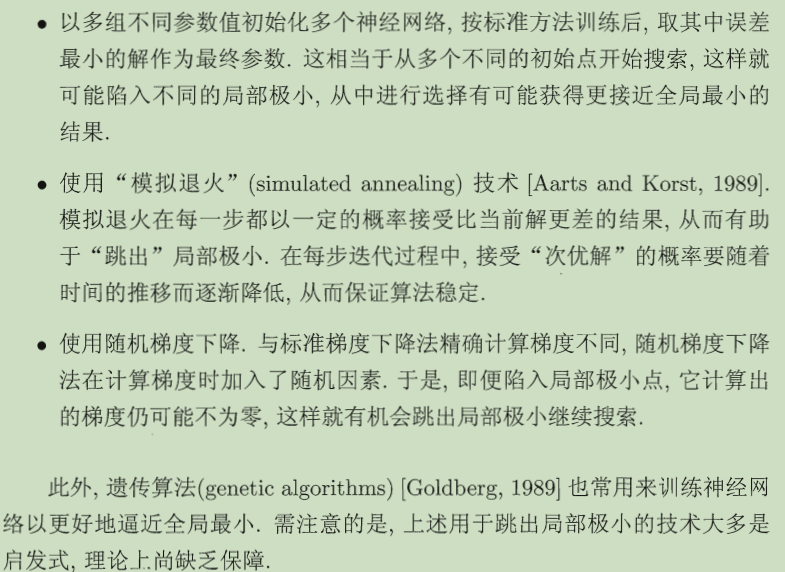 • 以多组不同参数值初始化多个神经网络, 按标准方法训练后, 取其中误差
最小的解作为最终参数. 这相当于从多个不同的初始点开始搜索, 这样就
可能陷入不同的局部极小, 从中进行选择有可能获得更接近全局最小的
结果.
• 使用“模拟退火”(simulated annealing) 技术 [Aarts and Korst, 1989].
模拟退火在每一步都以一定的概率接受比当前解更差的结果, 从而有助
于“跳出”局部极小. 在每步迭代过程中, 接受“次优解”的概率要随着
时间的推移而逐渐降低, 从而保证算法稳定.
• 使用随机梯度下降. 与标准梯度下降法精确计算梯度不同, 随机梯度下降
法在计算梯度时加入了随机因素. 于是, 即便陷入局部极小点, 它计算出
的梯度仍可能不为零, 这样就有机会跳出局部极小继续搜索.
此外, 遗传算法(genetic algorithms) [Goldberg, 1989] 也常用来训练神经网
络以更好地逼近全局最小. 需注意的是, 上述用于跳出局部极小的技术大多是
启发式, 理论上尚缺乏保障.